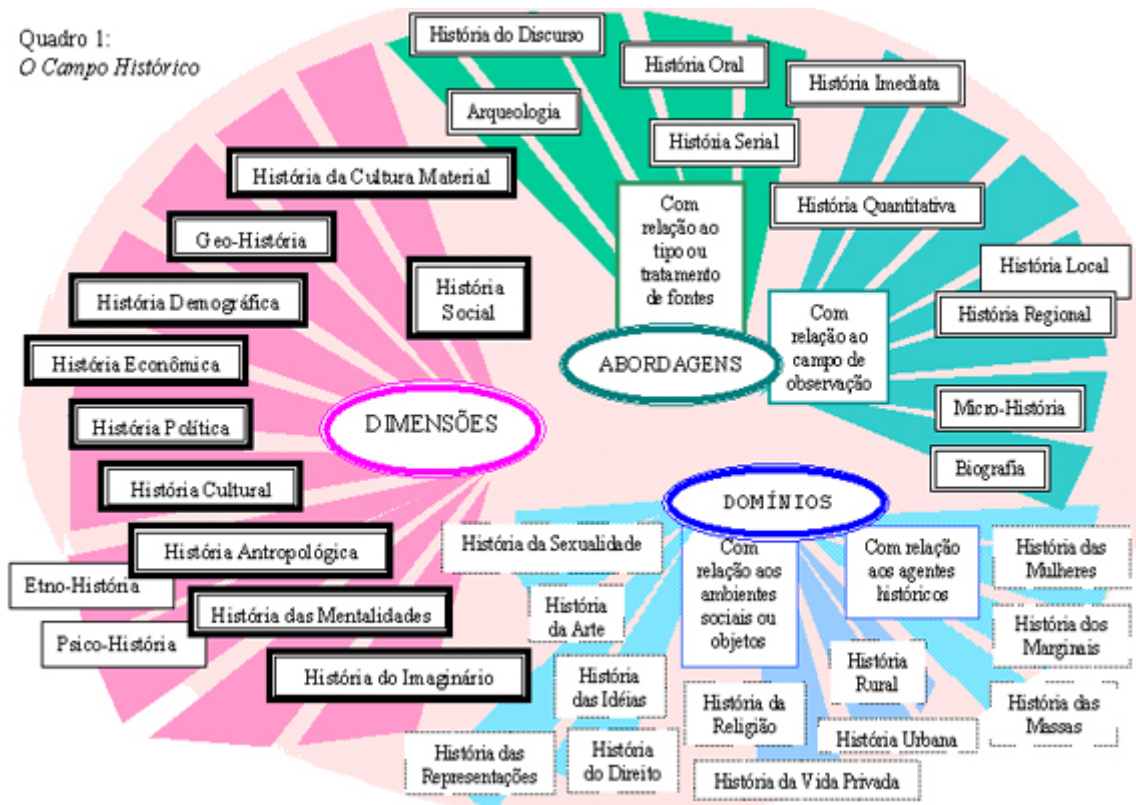 Quadro 1:
O Campo Histórico
História do Discurso
História Oral
História Imediata
Arqueologia
História Serial
História da Cultura Material
Com
relação ao
tipo ou
tratamento
de fontes
História Quantitativa
Geo-História
História
Social
História Local
História Demográfica
História Regional
Com
relação ao
campo de
observação
História Econômica
ABORDAGENS
DIMENSÕES
História Política
Micro-História
Biografia
História Cultural
DOMÍNIOS
História Antropológica
História da Sexualidade
Com
relação aos
ambientes
sociais ou
objetos
Com relação
aos agentes
históricos
História das
Mulheres
Etno-História
História das Mentalidades
História
da Arte
Psico-História
História dos
Marginais
História
Rural
História do Imaginário
História
das Idéias
História da
Religião
História das
Massas
História Urbana
História das
Representações
História
do Direito
História da Vida Privada